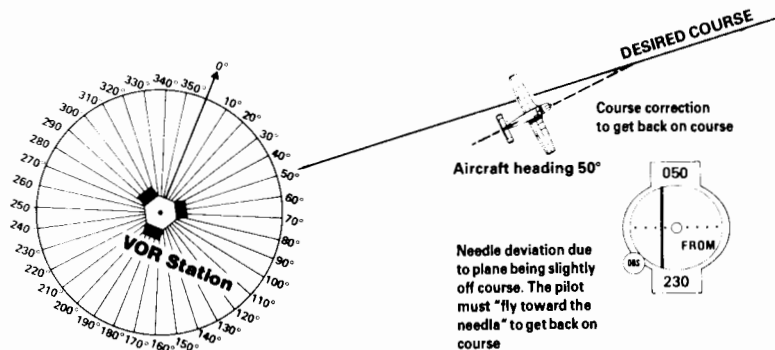 0°
10°
20°
30°
40°
50°
60°
70°
80°
90°
100°
110°
120°
130°
140°
150°
160°
170°
180°
190°
200°
210°
220°
230°
240°
250°
260°
270°
280°
290°
300°
310°
320°
330°
340°
350°
VOR Station
DESIRED COURSE
Course correction
to get back on course
Aircraft heading 50°
050
FROM
OBS
230
Needle deviation due
to plane being slightly
off course. The pilot
must "fly toward the
needla" to get back on
course